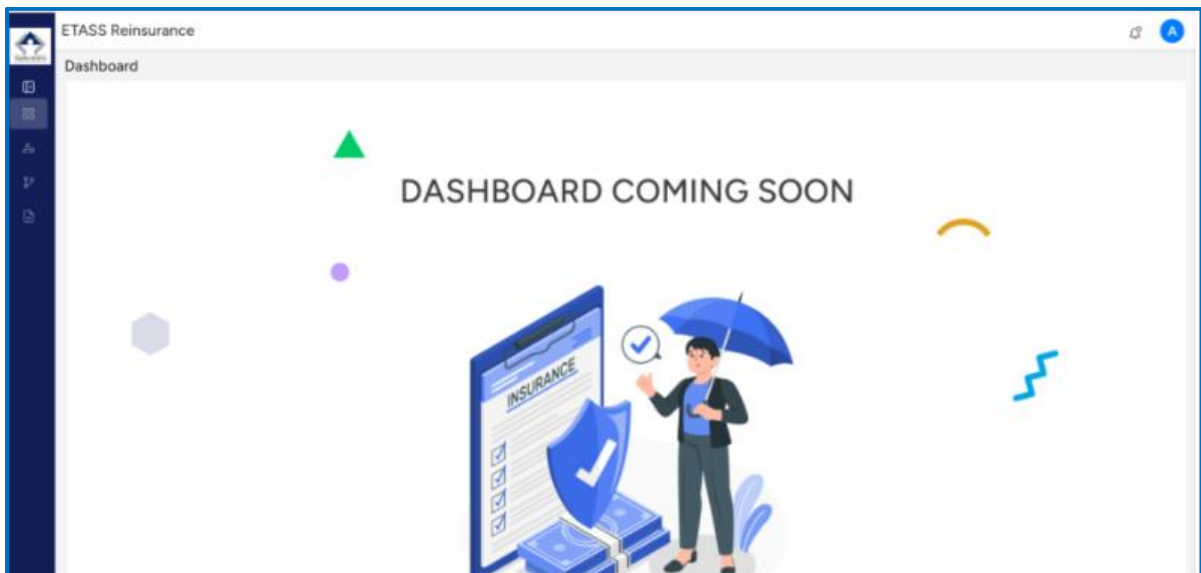 ETASS Reinsurance
A
Dashboard
DASHBOARD COMING SOON
INSURANCE